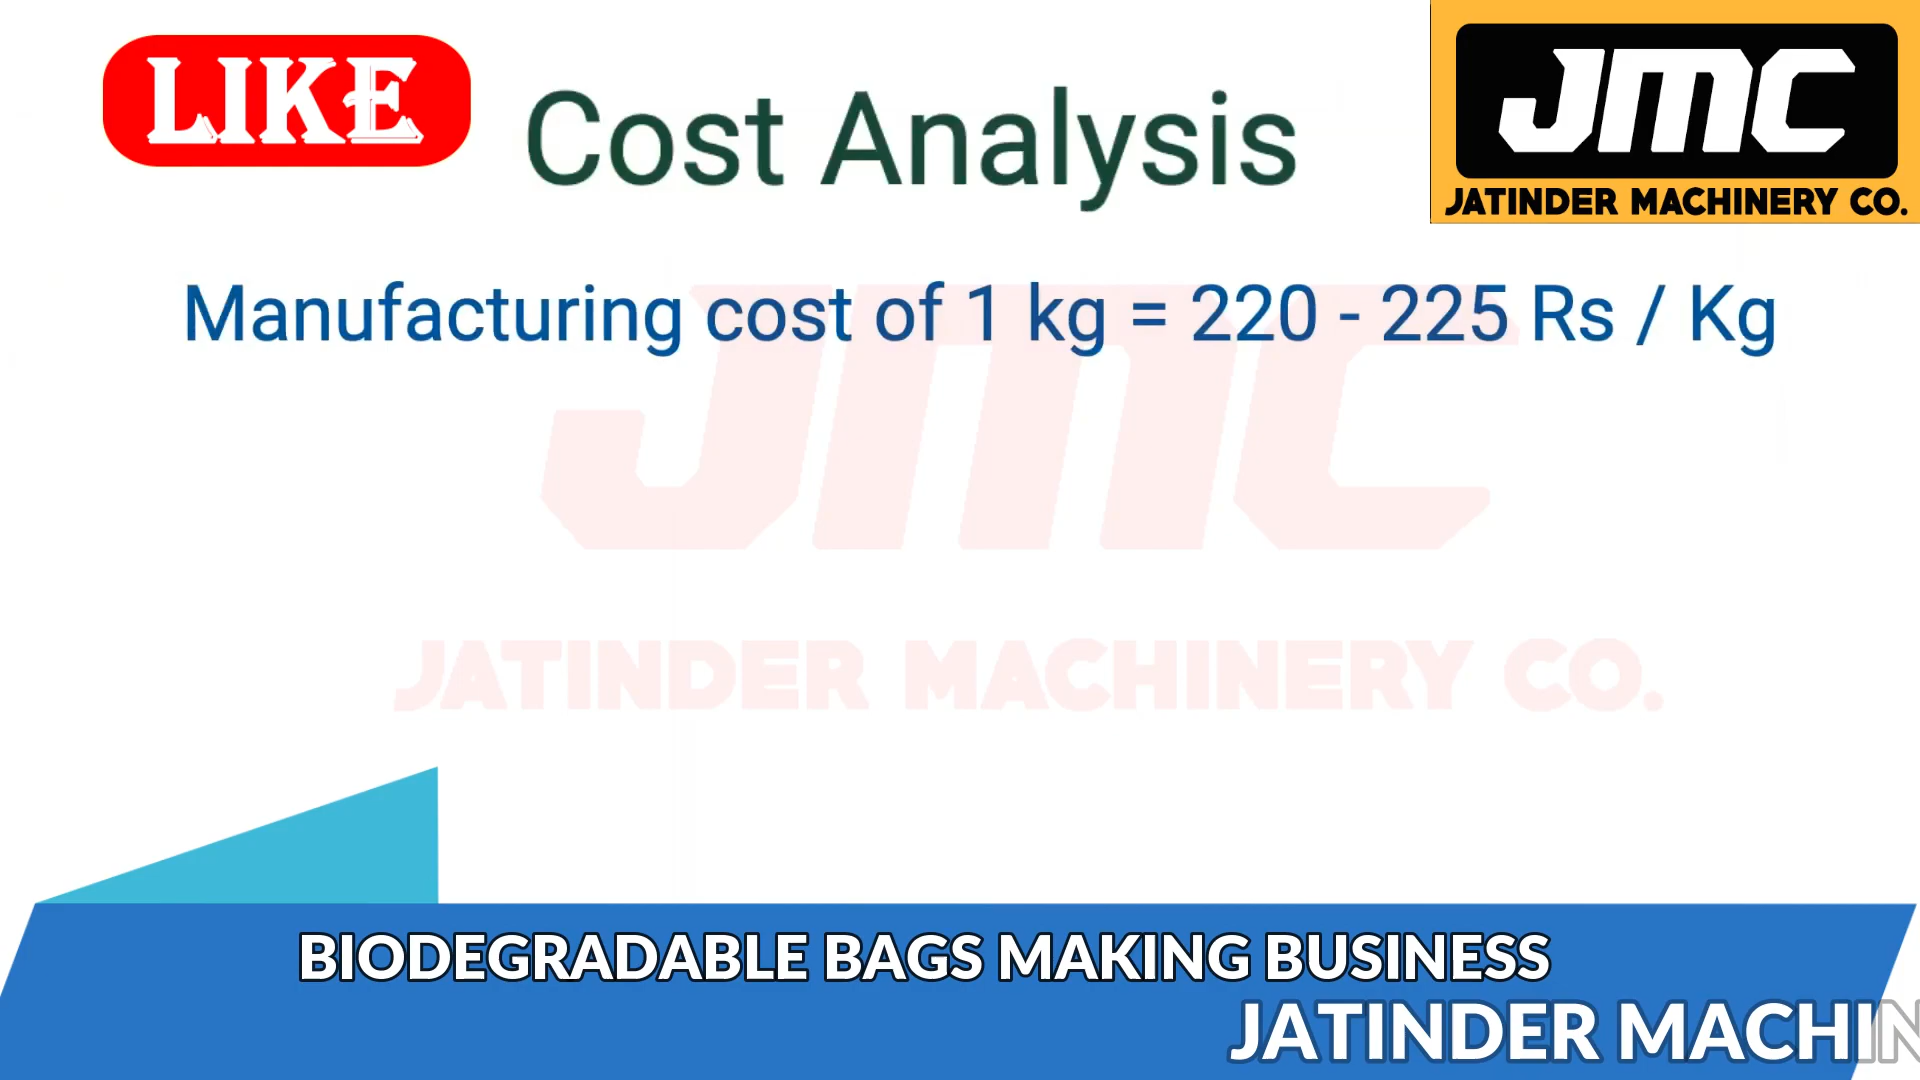 LIKE
Cost Analysis
JMC
JATINDER MACHINERY CO.
Manufacturing cost of 1 kg = 220 - 225 Rs / Kg
JMC
JATINDER MACHINERY CO.
BIODEGRADABLE BAGS MAKING BUSINESS
JATINDER MACHIN